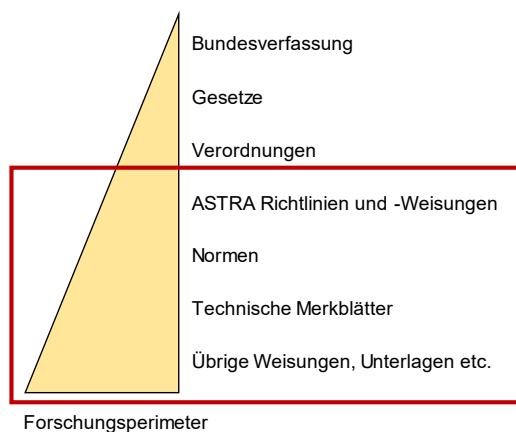 Bundesverfassung
Gesetze
Verordnungen
ASTRA Richtlinien und -Weisungen
Normen
Technische Merkblätter
Übrige Weisungen, Unterlagen etc.
Forschungsperimeter